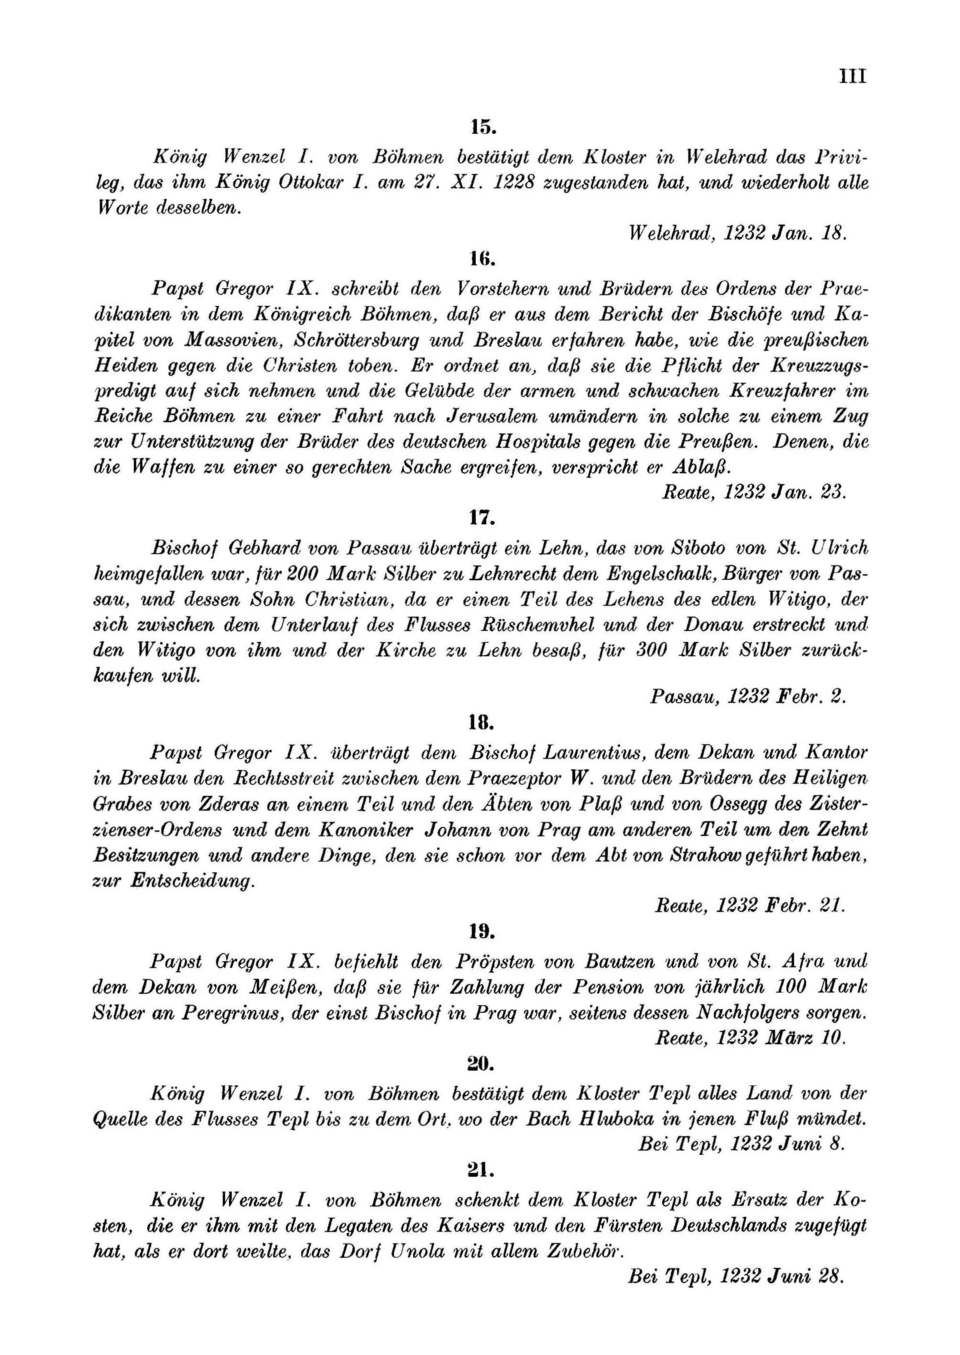 III
15.
König Wenzel I. von Böhmen bestätigt dem Kloster in Welehrad das Privi-
leg, das ihm König Ottokar I. am 27. XI. 1228 zugestanden hat, und wiederholt alle
Worte desselben.
Welehrad, 1232 Jan. 18.
16.
Papst Gregor IX. schreibt den Vorstehern und Brüdern des Ordens der Prae-
dikanten in dem Königreich Böhmen, daß er aus dem Bericht der Bischöfe und Ka-
pitel von Massovien, Schröttersburg und Breslau erfahren habe, wie die preußischen
Heiden gegen die Christen toben. Er ordnet an, daß sie die Pflicht der Kreuzzugs-
predigt auf sich nehmen und die Gelübde der armen und schwachen Kreuzfahrer im
Reiche Böhmen zu einer Fahrt nach Jerusalem umändern in solche zu einem Zug
zur Unterstützung der Brüder des deutschen Hospitals gegen die Preußen. Denen, die
die Waffen zu einer so gerechten Sache ergreifen, verspricht er Ablaß.
Reate, 1232 Jan. 23.
17.
Bischof Gebhard von Passau überträgt ein Lehn, das von Siboto von St. Ulrich
heimgefallen war, für 200 Mark Silber zu Lehnrecht dem Engelschalk, Bürger von Pas-
sau, und dessen Sohn Christian, da er einen Teil des Lehens des edlen Witigo, der
sich zwischen dem Unterlauf des Flusses Rüschemvhel und der Donau erstreckt und
den Witigo von ihm und der Kirche zu Lehn besaß, für 300 Mark Silber zurück-
kaufen will.
Passau, 1232 Febr. 2.
18.
Papst Gregor IX. überträgt dem Bischof Laurentius, dem Dekan und Kantor
in Breslau den Rechtsstreit zwischen dem Praezeptor W. und den Brüdern des Heiligen
Grabes von Zderas an einem Teil und den Äbten von Plaß und von Ossegg des Zister-
zienser-Ordens und dem Kanoniker Johann von Prag am anderen Teil um den Zehnt
Besitzungen und andere Dinge, den sie schon vor dem Abt von Strahow geführt haben,
zur Entscheidung.
Reate, 1232 Febr. 21.
19.
Papst Gregor IX. befiehlt den Pröpsten von Bautzen und von St. Afra und
dem Dekan von Meißen, daß sie für Zahlung der Pension von jährlich 100 Mark
Silber an Peregrinus, der einst Bischof in Prag war, seitens dessen Nachfolgers sorgen.
Reate, 1232 März 10.
20.
König Wenzel I. von Böhmen bestätigt dem Kloster Tepl alles Land von der
Quelle des Flusses Tepl bis zu dem Ort, wo der Bach Hluboka in jenen Fluß mündet.
Bei Tepl, 1232 Juni 8.
21.
König Wenzel I. von Böhmen schenkt dem Kloster Tepl als Ersatz der Ko-
sten, die er ihm mit den Legaten des Kaisers und den Fürsten Deutschlands zugefügt
hat, als er dort weilte, das Dorf Unola mit allem Zubehör.
Bei Tepl, 1232 Juni 28.